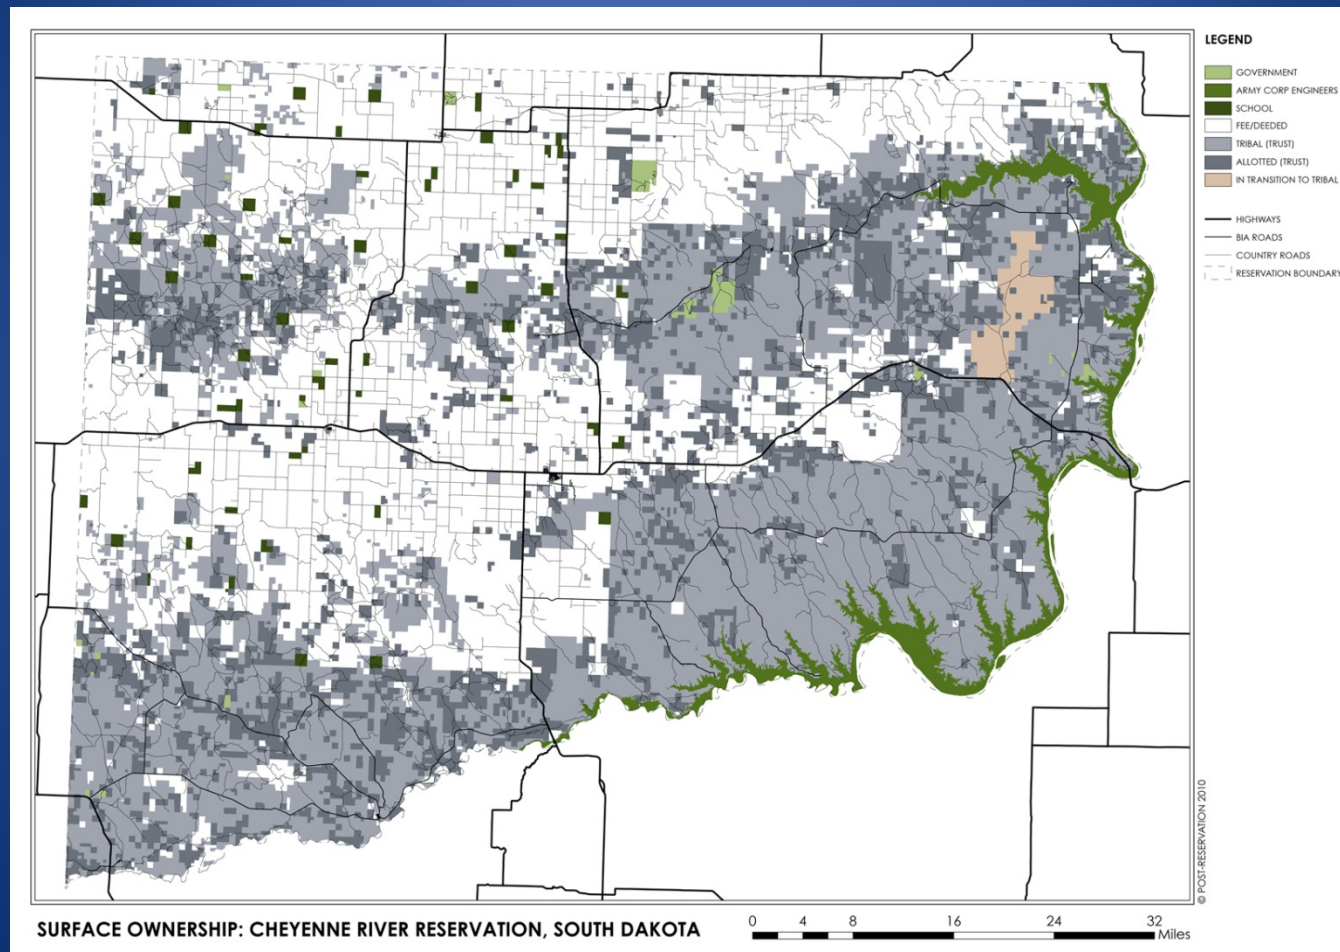 LEGEND
GOVERNMENT
ARMY CORP ENGINEERS
SCHOOL
FEE/DEEDED
TRIBAL (TRUST)
ALLOTTED (TRUST)
IN TRANSITION TO TRIBAL
HIGHWAYS
BIA ROADS
COUNTRY ROADS
RESERVATION BOUNDARY
© POST-RESERVATION 2010
SURFACE OWNERSHIP: CHEYENNE RIVER RESERVATION, SOUTH DAKOTA
0 4 8 16 24 32
Miles